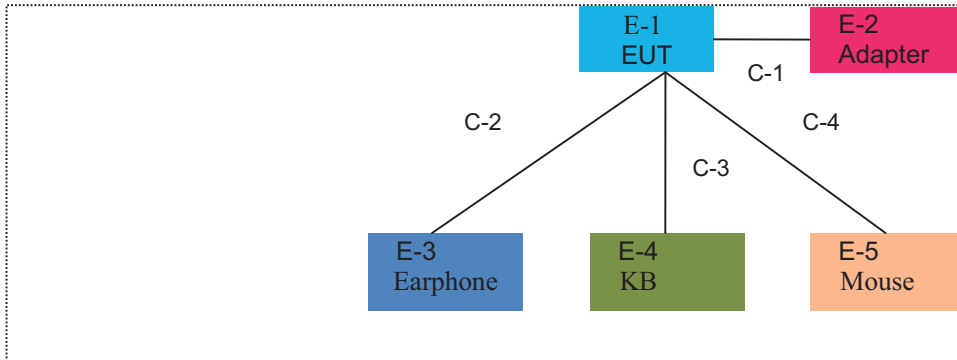 E-1
EUT
E-2
Adapter
C-1
C-2
C-4
C-3
E-3
Earphone
E-4
KB
E-5
Mouse